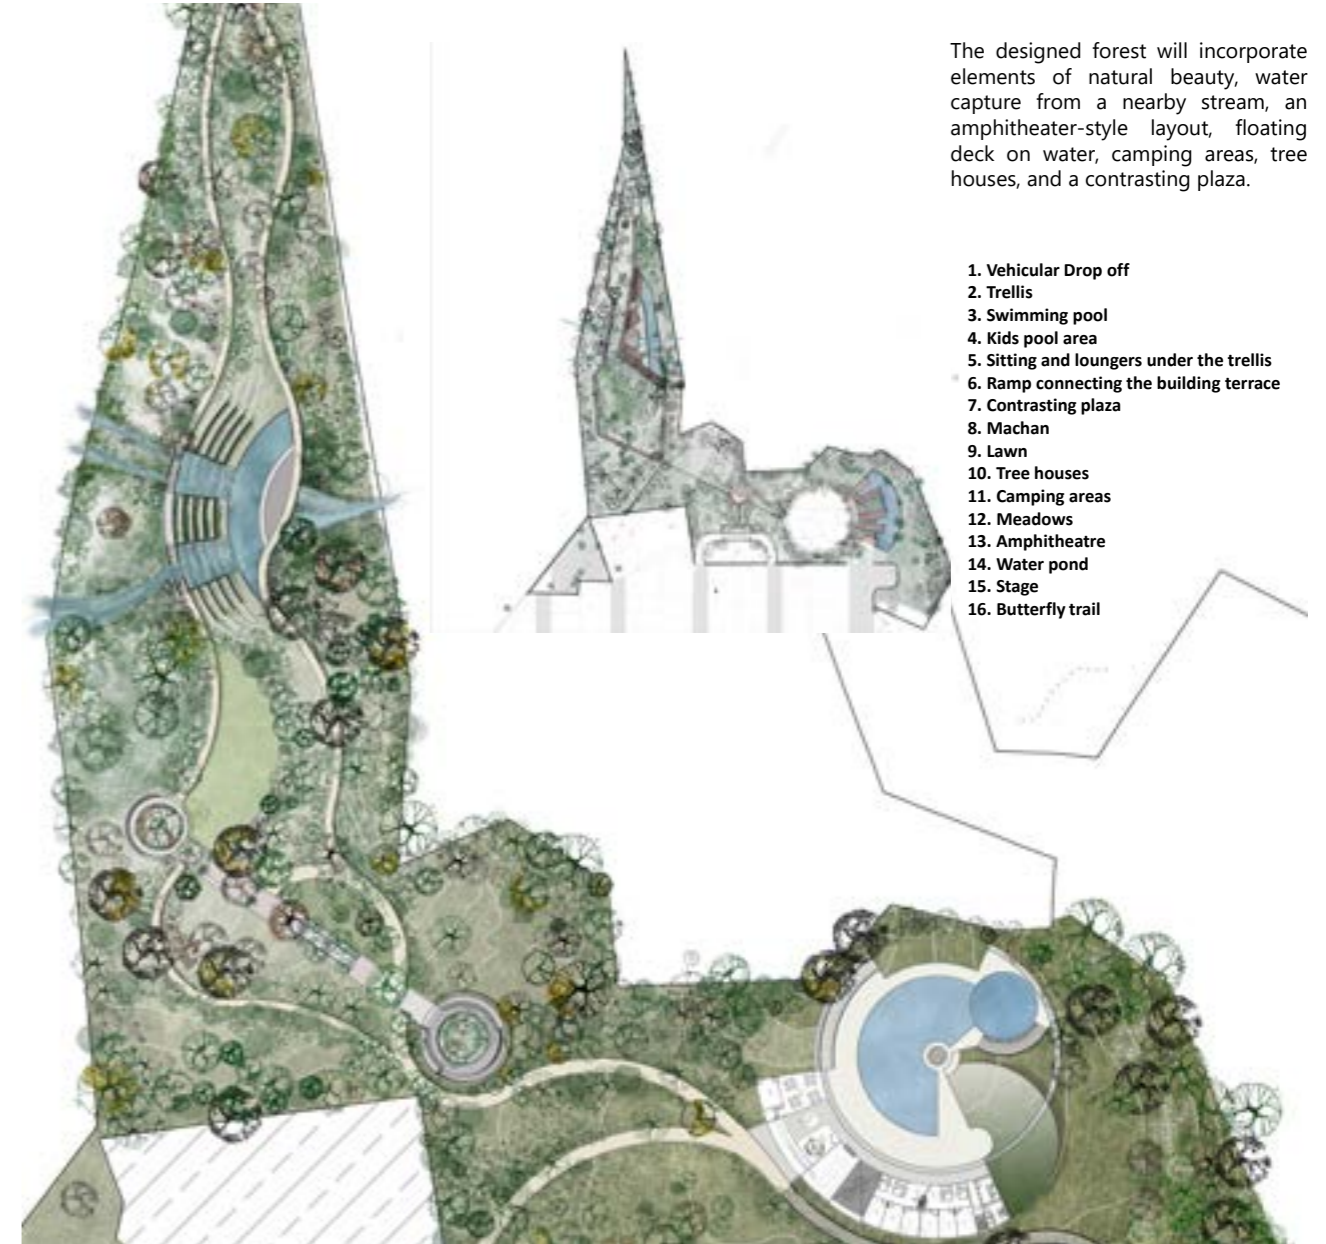 The designed forest will incorporate
elements of natural beauty, water
capture from a nearby stream, an
amphitheater-style layout, floating
deck on water, camping areas, tree
houses, and a contrasting plaza.
1. Vehicular Drop off
2. Trellis
3. Swimming pool
4. Kids pool area
5. Sitting and loungers under the trellis
6. Ramp connecting the building terrace
7. Contrasting plaza
8. Machan
9. Lawn
10. Tree houses
11. Camping areas
12. Meadows
13. Amphitheatre
14. Water pond
15. Stage
16. Butterfly trail